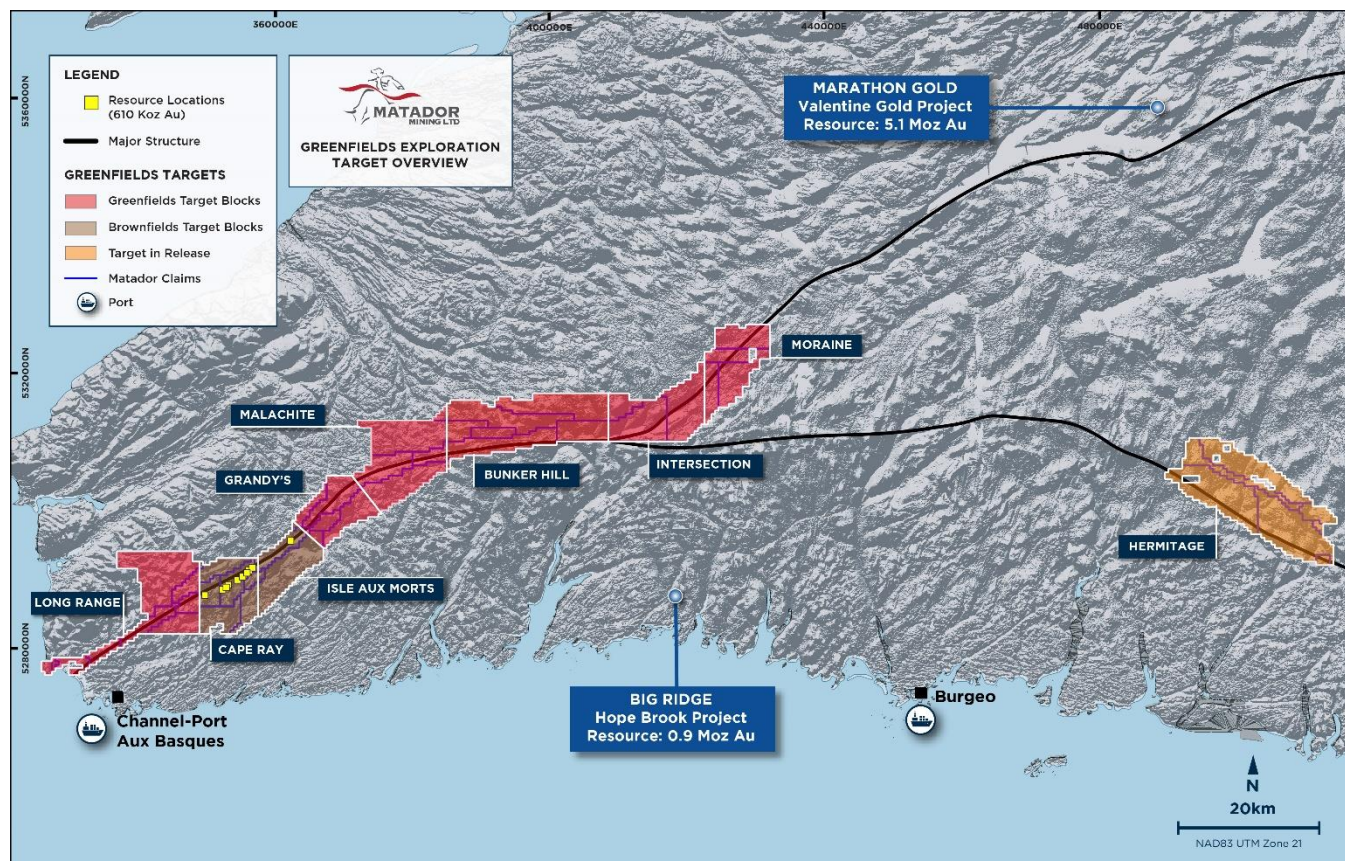 360000E
400000E
440000E
480000E
5360000N
5320000N
5280000N
LEGEND
Resource Locations
(610 Koz Au)
Major Structure
GREENFIELDS TARGETS
Greenfields Target Blocks
Brownfields Target Blocks
Target in Release
Matador Claims
Port
MATADOR
MINING LTD
GREENFIELDS EXPLORATION
TARGET OVERVIEW
MARATHON GOLD
Valentine Gold Project
Resource: 5.1 Moz Au
MORAINE
MALACHITE
GRANDY'S
BUNKER HILL
INTERSECTION
HERMITAGE
ISLE AUX MORTS
LONG RANGE
CAPE RAY
BIG RIDGE
Hope Brook Project
Resource: 0.9 Moz Au
Burgeo
Channel-Port
Aux Basques
N
20km
NAD83 UTM Zone 21